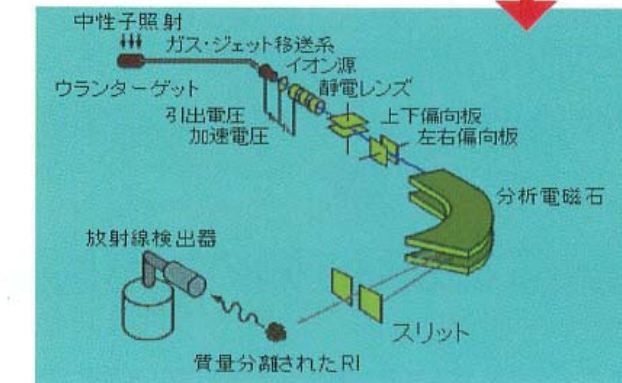 中性子照射
ガス・ジェット移送系
イオン源
ウランターゲット
静電レンズ
引出電圧
上下偏向板
加速電圧
左右偏向板
分析電磁石
放射線検出器
スリット
質量分離されたRI